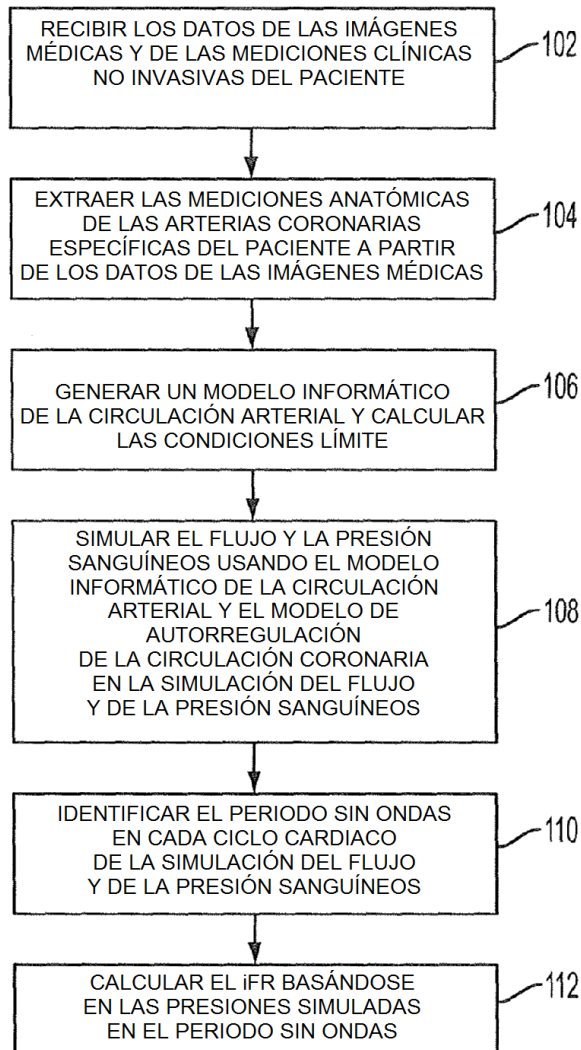 RECIBIR LOS DATOS DE LAS IMÁGENES
MÉDICAS Y DE LAS MEDICIONES CLÍNICAS
NO INVASIVAS DEL PACIENTE
102
EXTRAER LAS MEDICIONES ANATÓMICAS
DE LAS ARTERIAS CORONARIAS
ESPECÍFICAS DEL PACIENTE A PARTIR
DE LOS DATOS DE LAS IMÁGENES MÉDICAS
104
GENERAR UN MODELO INFORMÁTICO
DE LA CIRCULACIÓN ARTERIAL Y CALCULAR
LAS CONDICIONES LÍMITE
106
SIMULAR EL FLUJO Y LA PRESIÓN
SANGUÍNEOS USANDO EL MODELO
INFORMÁTICO DE LA CIRCULACIÓN
ARTERIAL Y EL MODELO DE
AUTORREGULACIÓN
DE LA CIRCULACIÓN CORONARIA
EN LA SIMULACIÓN DEL FLUJO
Y DE LA PRESIÓN SANGUÍNEOS
108
IDENTIFICAR EL PERIODO SIN ONDAS
EN CADA CICLO CARDIACO
DE LA SIMULACIÓN DEL FLUJO
Y DE LA PRESIÓN SANGUÍNEOS
110
CALCULAR EL iFR BASÁNDOSE
EN LAS PRESIONES SIMULADAS
EN EL PERIODO SIN ONDAS
112